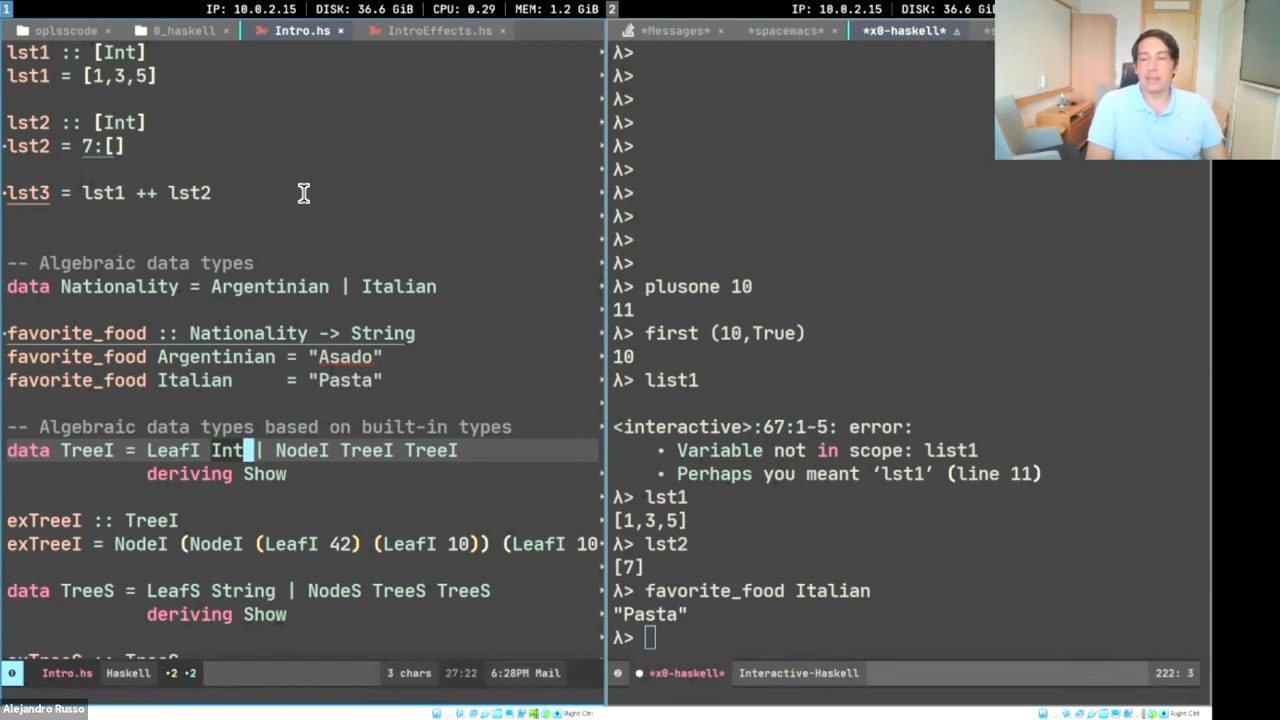 1
IP: 10.0.2.15 | DISK: 36.6 GiB | CPU: 0.29 | MEM: 1.2 GiB
2
IP: 10.0.2.15 | DISK: 36.6 GiB
oplsscode ×
0_haskell ×
Intro.hs ×
IntroEffects.hs ×
*Messages* ×
*spacemacs* ×
*x0-haskell*
lst1 :: [Int]
lst1 = [1,3,5]
lst2 :: [Int]
lst2 = 7:[]
lst3 = lst1 ++ lst2
-- Algebraic data types
data Nationality = Argentinian | Italian
favorite_food :: Nationality -> String
favorite_food Argentinian = "Asado"
favorite_food Italian     = "Pasta"
-- Algebraic data types based on built-in types
data TreeI = LeafI Int | NodeI TreeI TreeI
deriving Show
exTreeI :: TreeI
exTreeI = NodeI (NodeI (LeafI 42) (LeafI 10)) (LeafI 10
data TreeS = LeafS String | NodeS TreeS TreeS
deriving Show
Intro.hs Haskell •2 •2 3 chars 27:22 6:28PM Mail
λ>
λ>
λ>
λ>
λ>
λ>
λ>
λ>
λ>
λ>
λ> plusone 10
11
λ> first (10,True)
10
λ> list1
<interactive>:67:1-5: error:
• Variable not in scope: list1
• Perhaps you meant ‘lst1’ (line 11)
λ> lst1
[1,3,5]
λ> lst2
[7]
λ> favorite_food Italian
"Pasta"
λ>
*x0-haskell* Interactive-Haskell 222: 3
Alejandro Russo
Right Ctrl
Right Ctrl